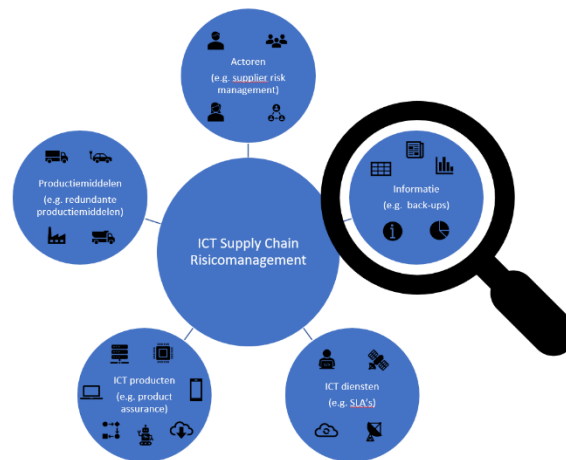 Actoren
(e.g. supplier risk
management)
Productiemiddelen
(e.g. redundante
productiemiddelen)
Informatie
(e.g. back-ups)
ICT Supply Chain
Risicomanagement
ICT producten
(e.g. product
assurance)
ICT diensten
(e.g. SLA's)